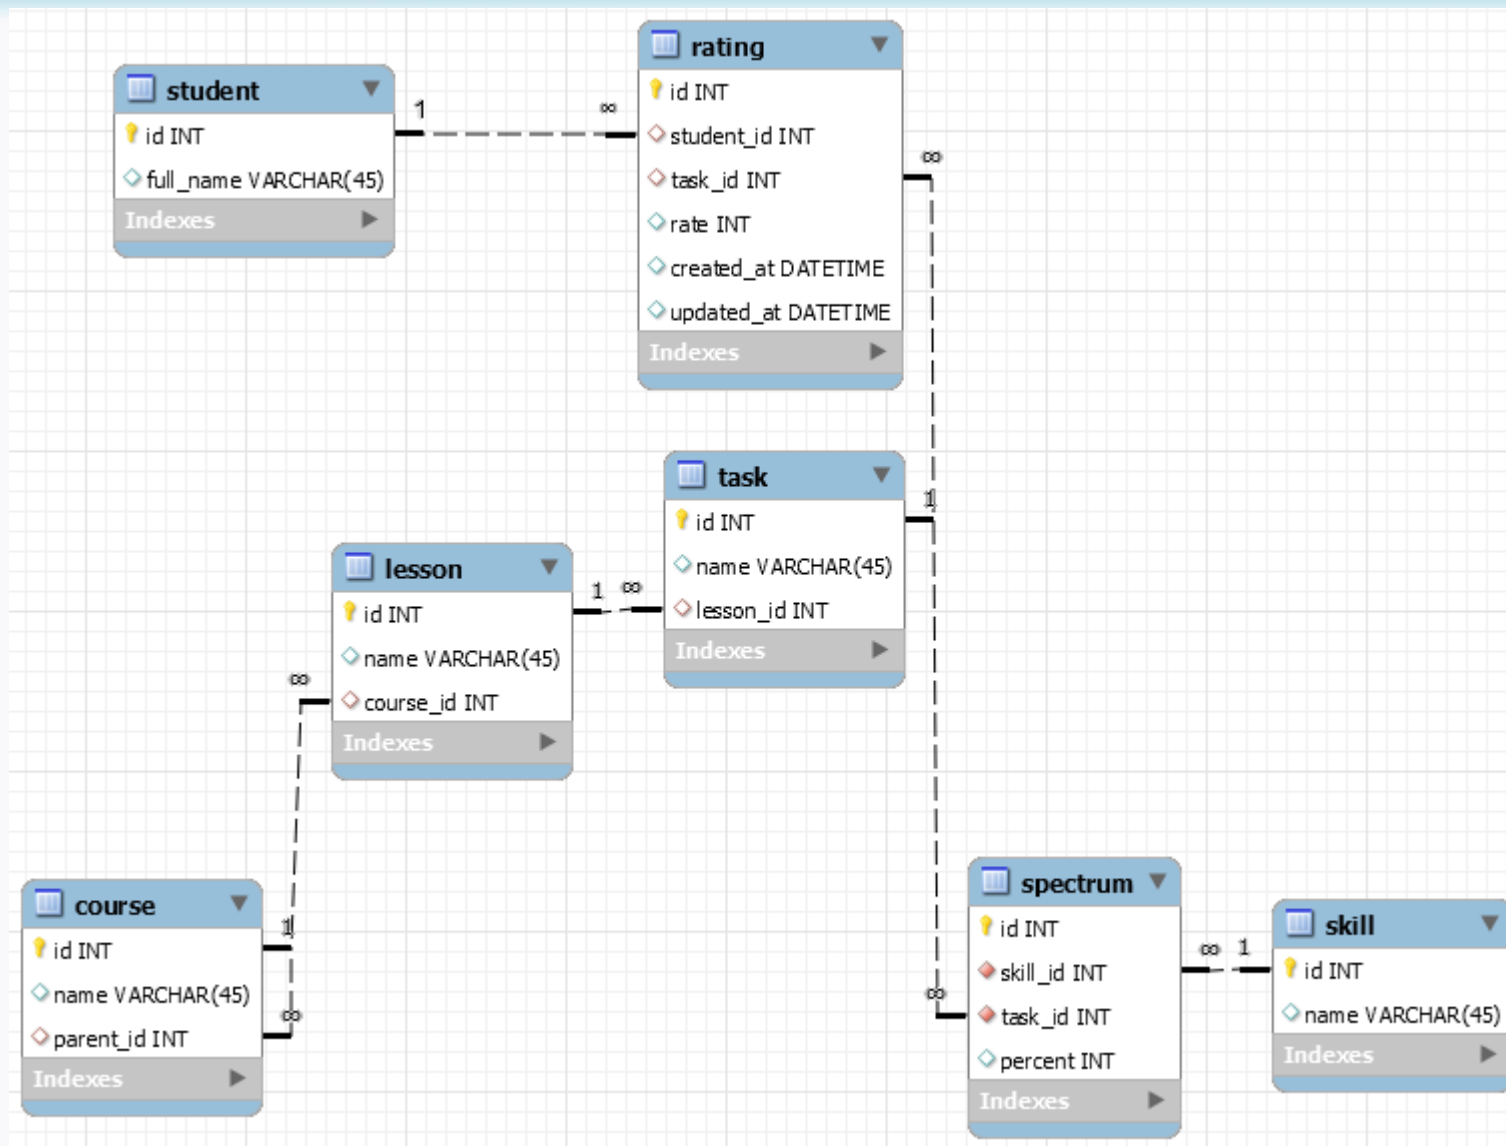 student
id INT
full_name VARCHAR(45)
Indexes
1
∞
rating
id INT
student_id INT
task_id INT
rate INT
created_at DATETIME
updated_at DATETIME
Indexes
∞
task
id INT
name VARCHAR(45)
lesson_id INT
Indexes
1
lesson
id INT
name VARCHAR(45)
course_id INT
Indexes
1
∞
∞
course
id INT
name VARCHAR(45)
parent_id INT
Indexes
1
∞
spectrum
id INT
skill_id INT
task_id INT
percent INT
Indexes
∞
∞
1
skill
id INT
name VARCHAR(45)
Indexes